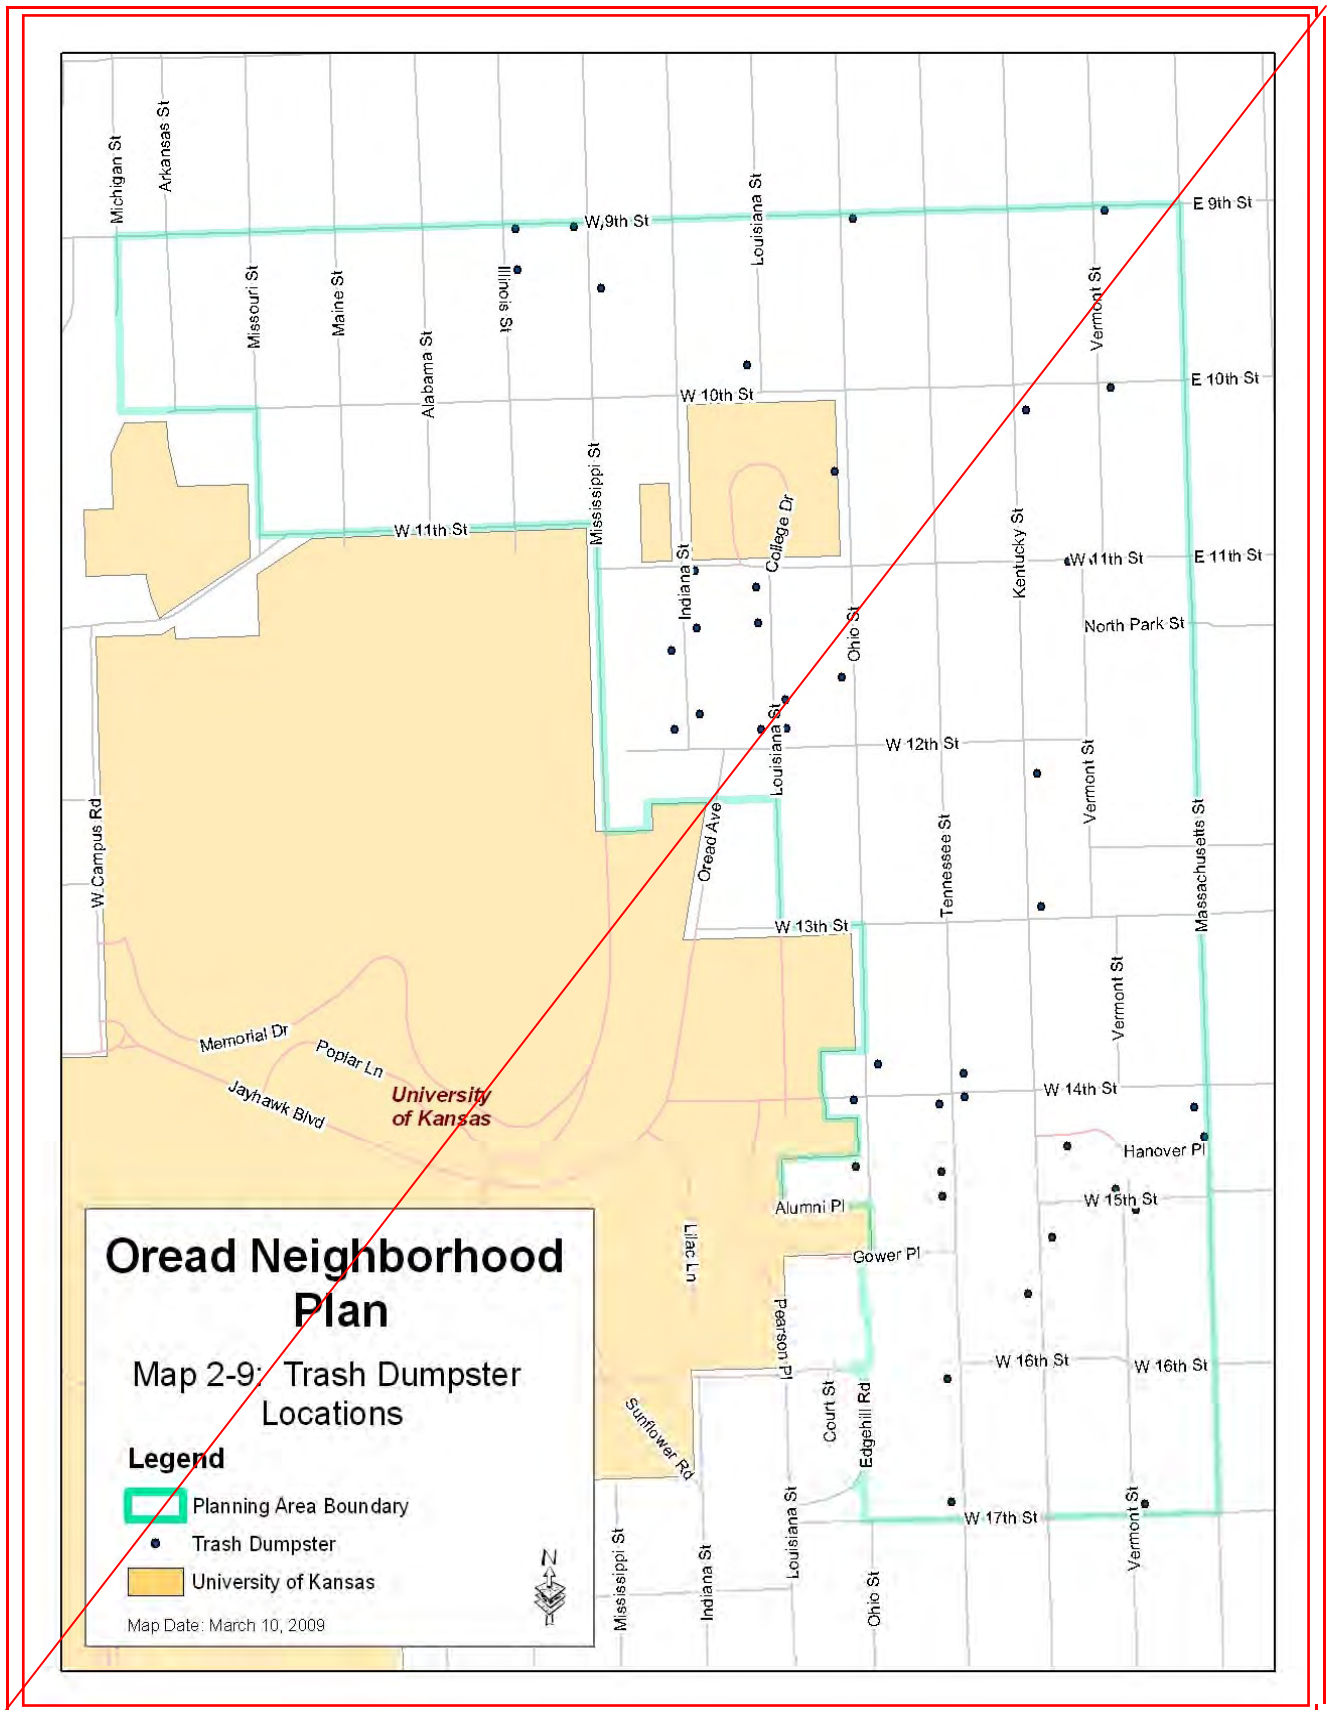 Michigan St
Arkansas St
Louisiana St
W 9th St
E 9th St
Missouri St
Maine St
Alabama St
Illinois St
Vermont St
W 10th St
E 10th St
Mississippi St
College Dr
W 11th St
Indiana St
Kentucky St
W 11th St
E 11th St
Ohio St
North Park St
Louisiana St
W 12th St
Vermont St
W Campus Rd
Oread Ave
Tennessee St
Massachusetts St
W 13th St
Vermont St
Memorial Dr
Poplar Ln
Jayhawk Blvd
University
of Kansas
W 14th St
Hanover Pl
W 15th St
Alumni Pl
Lilac Ln
Gower Pl
Pearson Pl
W 16th St
W 16th St
Court St
Edgehill Rd
Sunflower Rd
W 17th St
Vermont St
Louisiana St
Mississippi St
Indiana St
Ohio St
Oread Neighborhood
Plan
Map 2-9: Trash Dumpster
Locations
Legend
Planning Area Boundary
Trash Dumpster
University of Kansas
N
Map Date: March 10, 2009